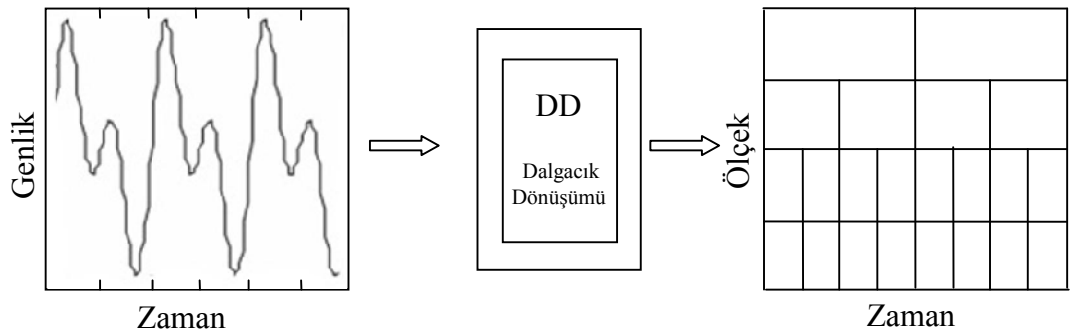 Genlik
Zaman
DD
Dalgacık
Dönüşümü
Ölçek
Zaman